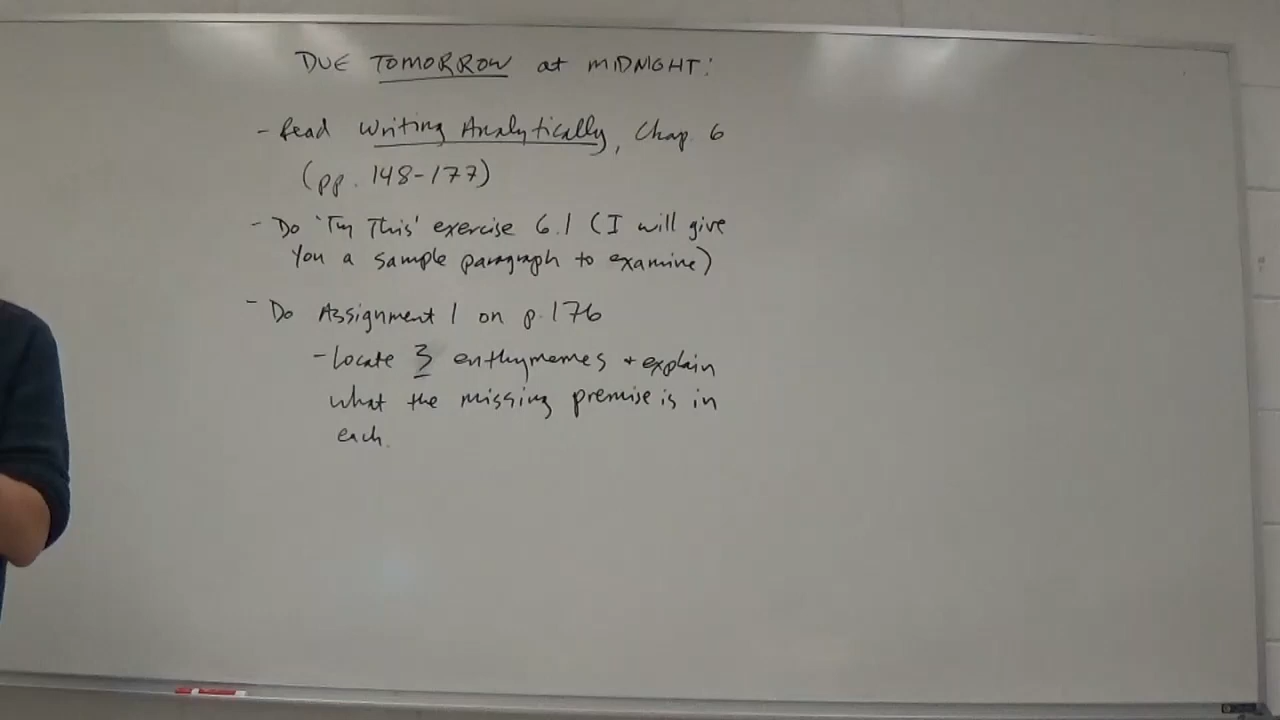 DUE TOMORROW at MIDNGHT:
- Read Writing Analytically, Chap. 6
(pp. 148-177)
- Do 'Try This' exercise 6.1 (I will give
You a sample paragraph to examine)
- Do Assignment 1 on p. 176
- Locate 3 enthymemes + explain
what the missing premise is in
each.